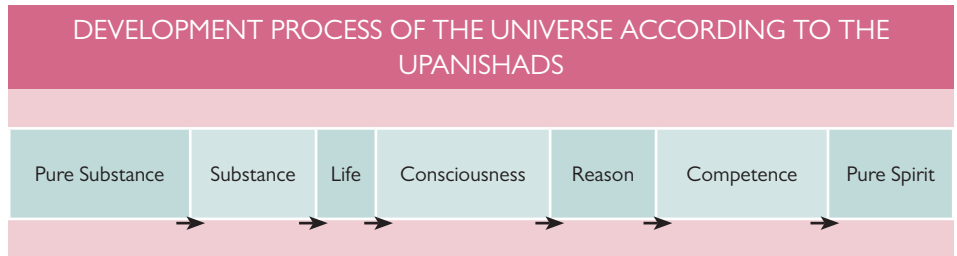 DEVELOPMENT PROCESS OF THE UNIVERSE ACCORDING TO THE
UPANISHADS
Pure Substance
Substance
Life
Consciousness
Reason
Competence
Pure Spirit